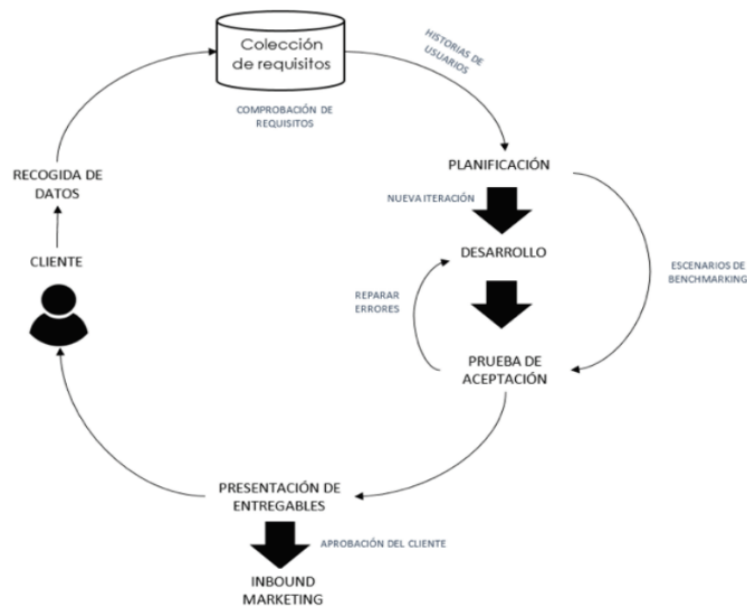 Colección
de requisitos
HISTORIAS DE
USUARIOS
COMPROBACIÓN DE
REQUISITOS
PLANIFICACIÓN
RECOGIDA DE
DATOS
NUEVA ITERACIÓN
DESARROLLO
CLIENTE
ESCENARIOS DE
BENCHMARKING
REPARAR
ERRORES
PRUEBA DE
ACEPTACIÓN
PRESENTACIÓN DE
ENTREGABLES
APROBACIÓN DEL CLIENTE
INBOUND
MARKETING